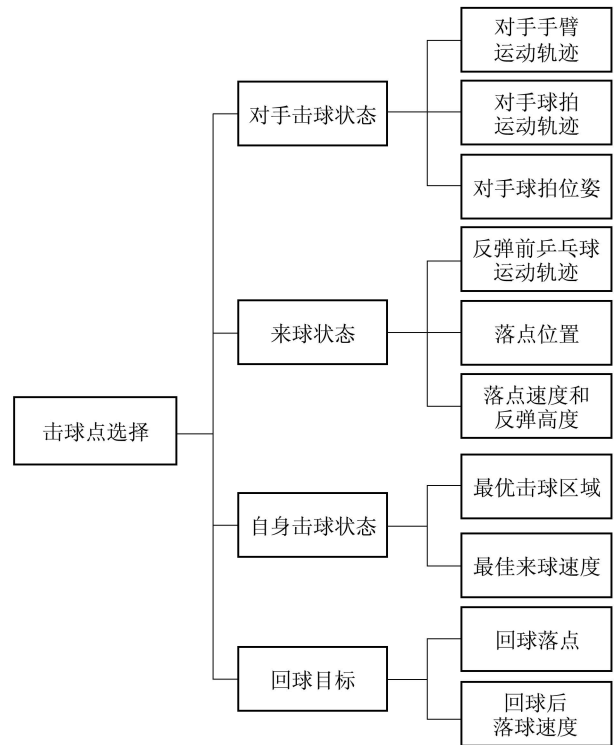 对手手臂
运动轨迹
对手击球状态
对手球拍
运动轨迹
对手球拍位姿
反弹前乒乓球
运动轨迹
来球状态
落点位置
落点速度和
反弹高度
击球点选择
最优击球区域
自身击球状态
最佳来球速度
回球落点
回球目标
回球后
落球速度